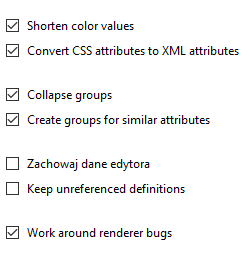 Shorten color values
Convert CSS attributes to XML attributes
Collapse groups
Create groups for similar attributes
Zachowaj dane edytora
Keep unreferenced definitions
Work around renderer bugs